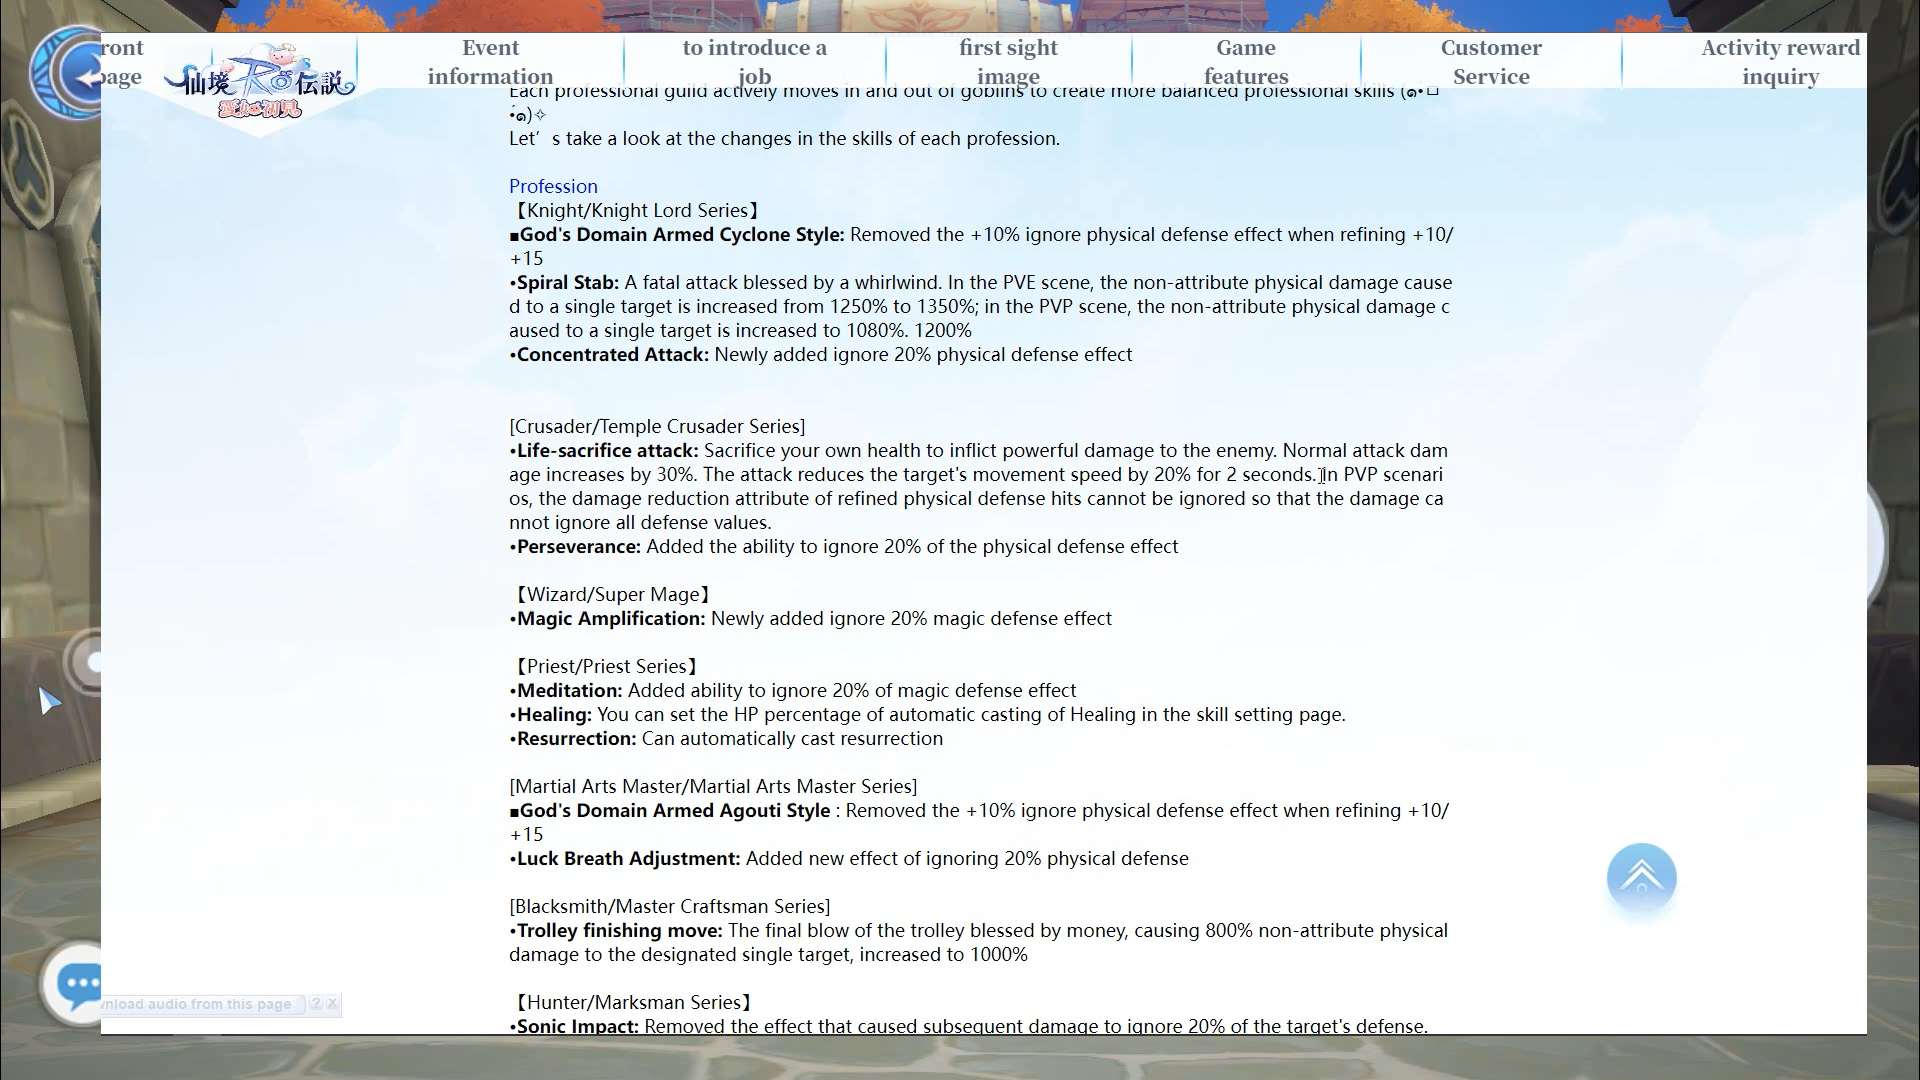 ront
page
仙境RO伝説
愛如初見
Event
information
to introduce a
job
first sight
image
Game
features
Customer
Service
Activity reward
inquiry
Each professional guild actively moves in and out of goblins to create more balanced professional skills (๑•̀ㅁ
•́๑)✧
Let’ s take a look at the changes in the skills of each profession.
Profession
【Knight/Knight Lord Series】
■God's Domain Armed Cyclone Style: Removed the +10% ignore physical defense effect when refining +10/
+15
•Spiral Stab: A fatal attack blessed by a whirlwind. In the PVE scene, the non-attribute physical damage cause
d to a single target is increased from 1250% to 1350%; in the PVP scene, the non-attribute physical damage c
aused to a single target is increased to 1080%. 1200%
•Concentrated Attack: Newly added ignore 20% physical defense effect
[Crusader/Temple Crusader Series]
•Life-sacrifice attack: Sacrifice your own health to inflict powerful damage to the enemy. Normal attack dam
age increases by 30%. The attack reduces the target's movement speed by 20% for 2 seconds. In PVP scenari
os, the damage reduction attribute of refined physical defense hits cannot be ignored so that the damage ca
nnot ignore all defense values.
•Perseverance: Added the ability to ignore 20% of the physical defense effect
【Wizard/Super Mage】
•Magic Amplification: Newly added ignore 20% magic defense effect
【Priest/Priest Series】
•Meditation: Added ability to ignore 20% of magic defense effect
•Healing: You can set the HP percentage of automatic casting of Healing in the skill setting page.
•Resurrection: Can automatically cast resurrection
[Martial Arts Master/Martial Arts Master Series]
■God's Domain Armed Agouti Style : Removed the +10% ignore physical defense effect when refining +10/
+15
•Luck Breath Adjustment: Added new effect of ignoring 20% physical defense
[Blacksmith/Master Craftsman Series]
•Trolley finishing move: The final blow of the trolley blessed by money, causing 800% non-attribute physical
damage to the designated single target, increased to 1000%
【Hunter/Marksman Series】
•Sonic Impact: Removed the effect that caused subsequent damage to ignore 20% of the target's defense.
wnload audio from this page ? X